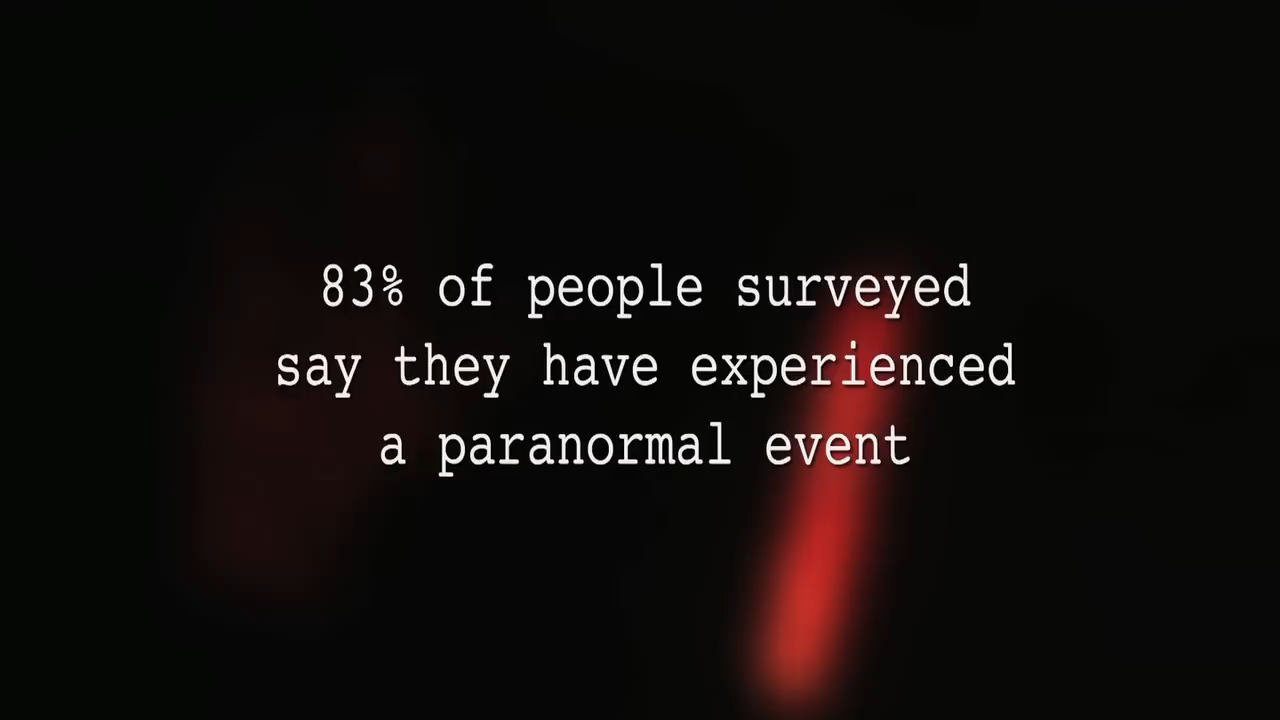 83% of people surveyed
say they have experienced
a paranormal event